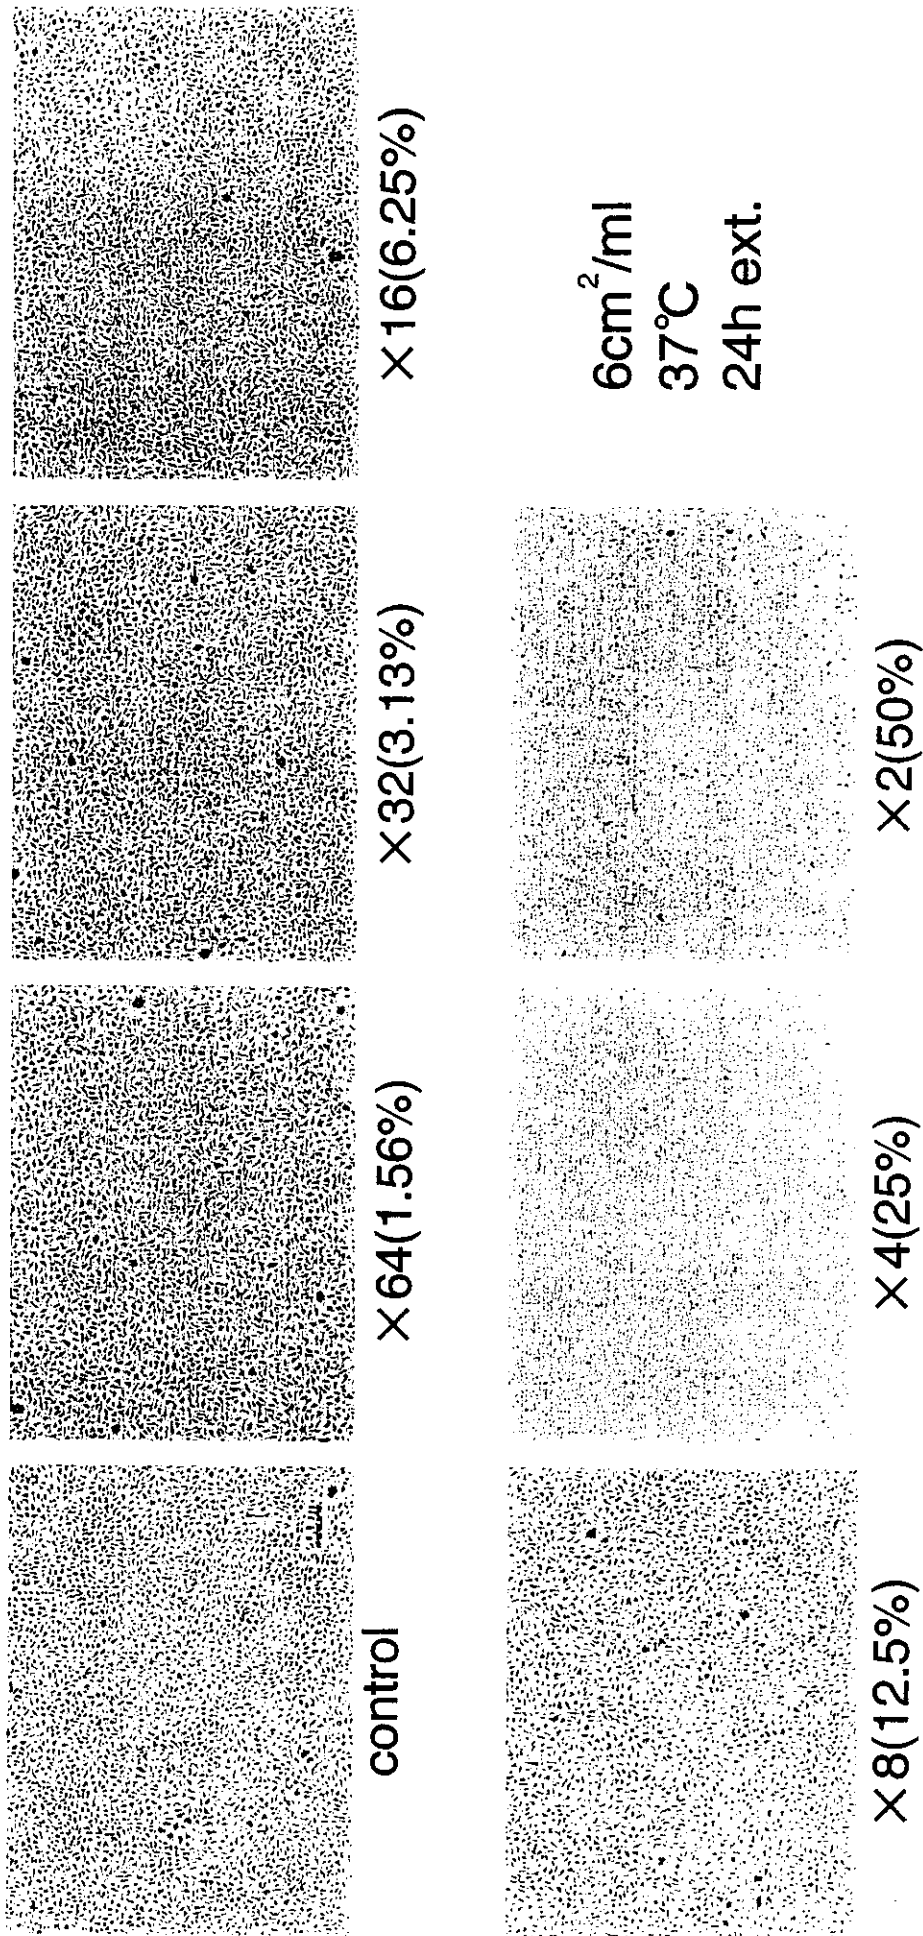 control
×64(1.56%)
×32(3.13%)
×16(6.25%)
×8(12.5%)
×4(25%)
×2(50%)
6cm²/ml
37℃
24h ext.